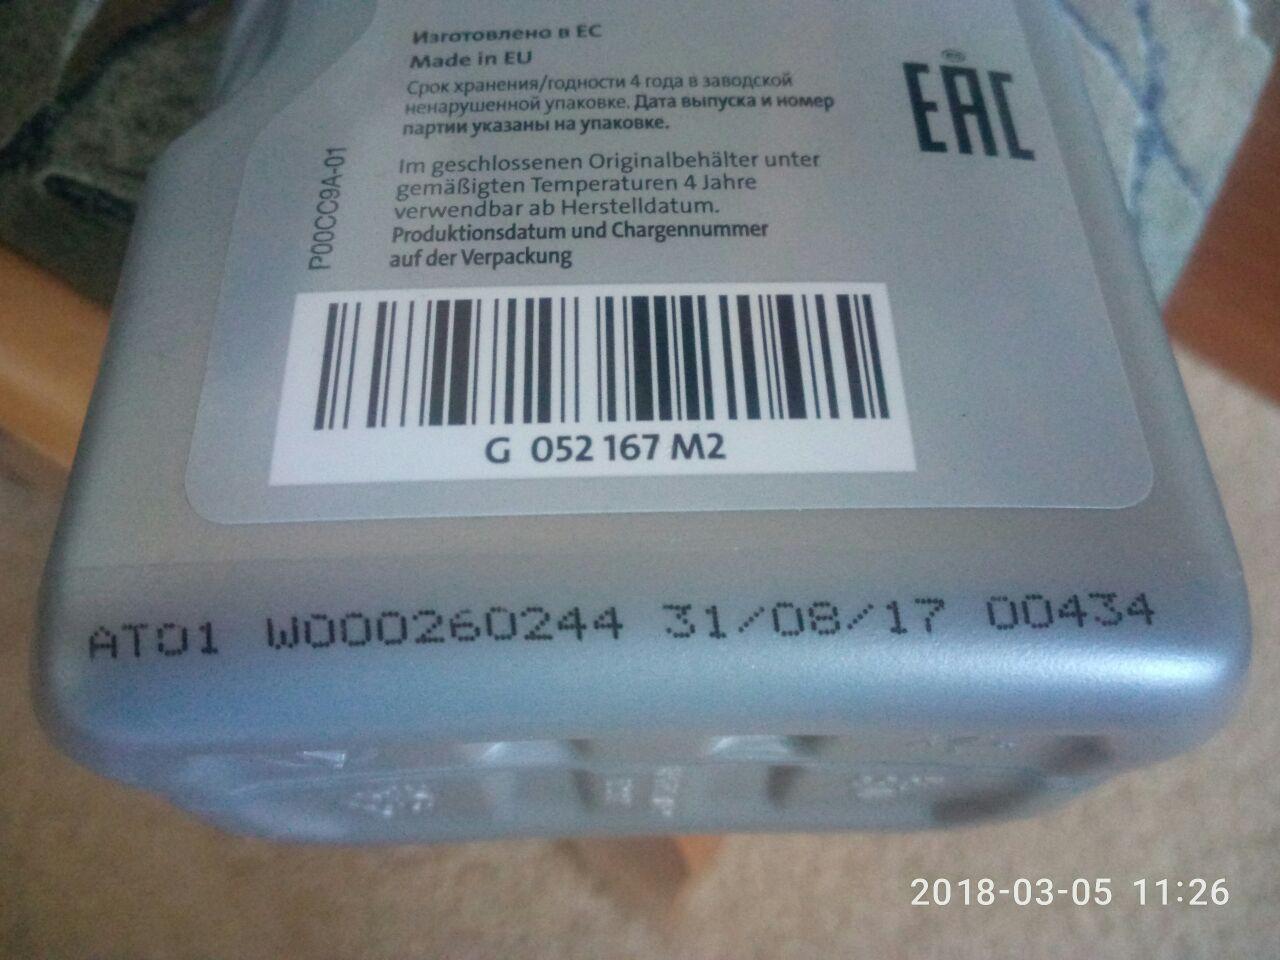 Изготовлено в ЕС
Made in EU
Срок хранения/годности 4 года в заводской
ненарушенной упаковке. Дата выпуска и номер
партии указаны на упаковке.
EAC
P00CC9A-01
Im geschlossenen Originalbehälter unter
gemäßigten Temperaturen 4 Jahre
verwendbar ab Herstelldatum.
Produktionsdatum und Chargennummer
auf der Verpackung
G 052 167 M2
AT01 W000260244 31/08/17 00434
2018-03-05 11:26